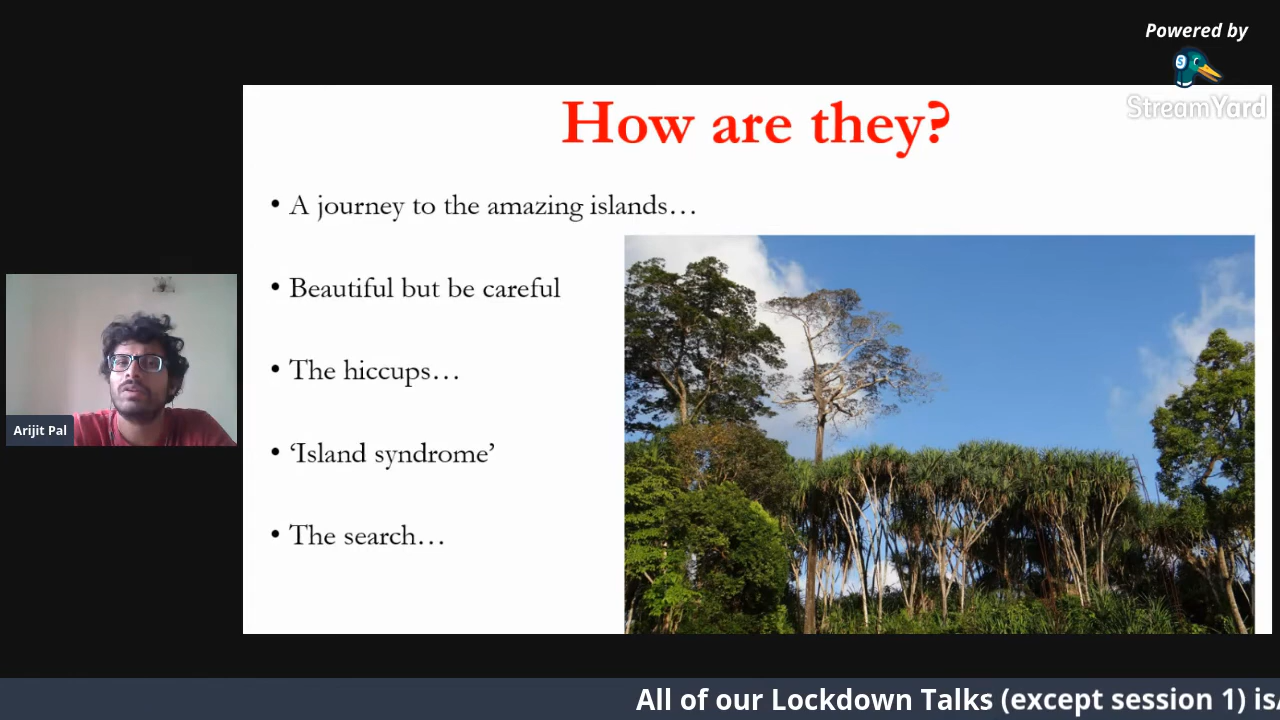 Powered by
StreamYard
How are they?
• A journey to the amazing islands…
• Beautiful but be careful
• The hiccups…
• ‘Island syndrome’
• The search…
Arijit Pal
All of our Lockdown Talks (except session 1) is